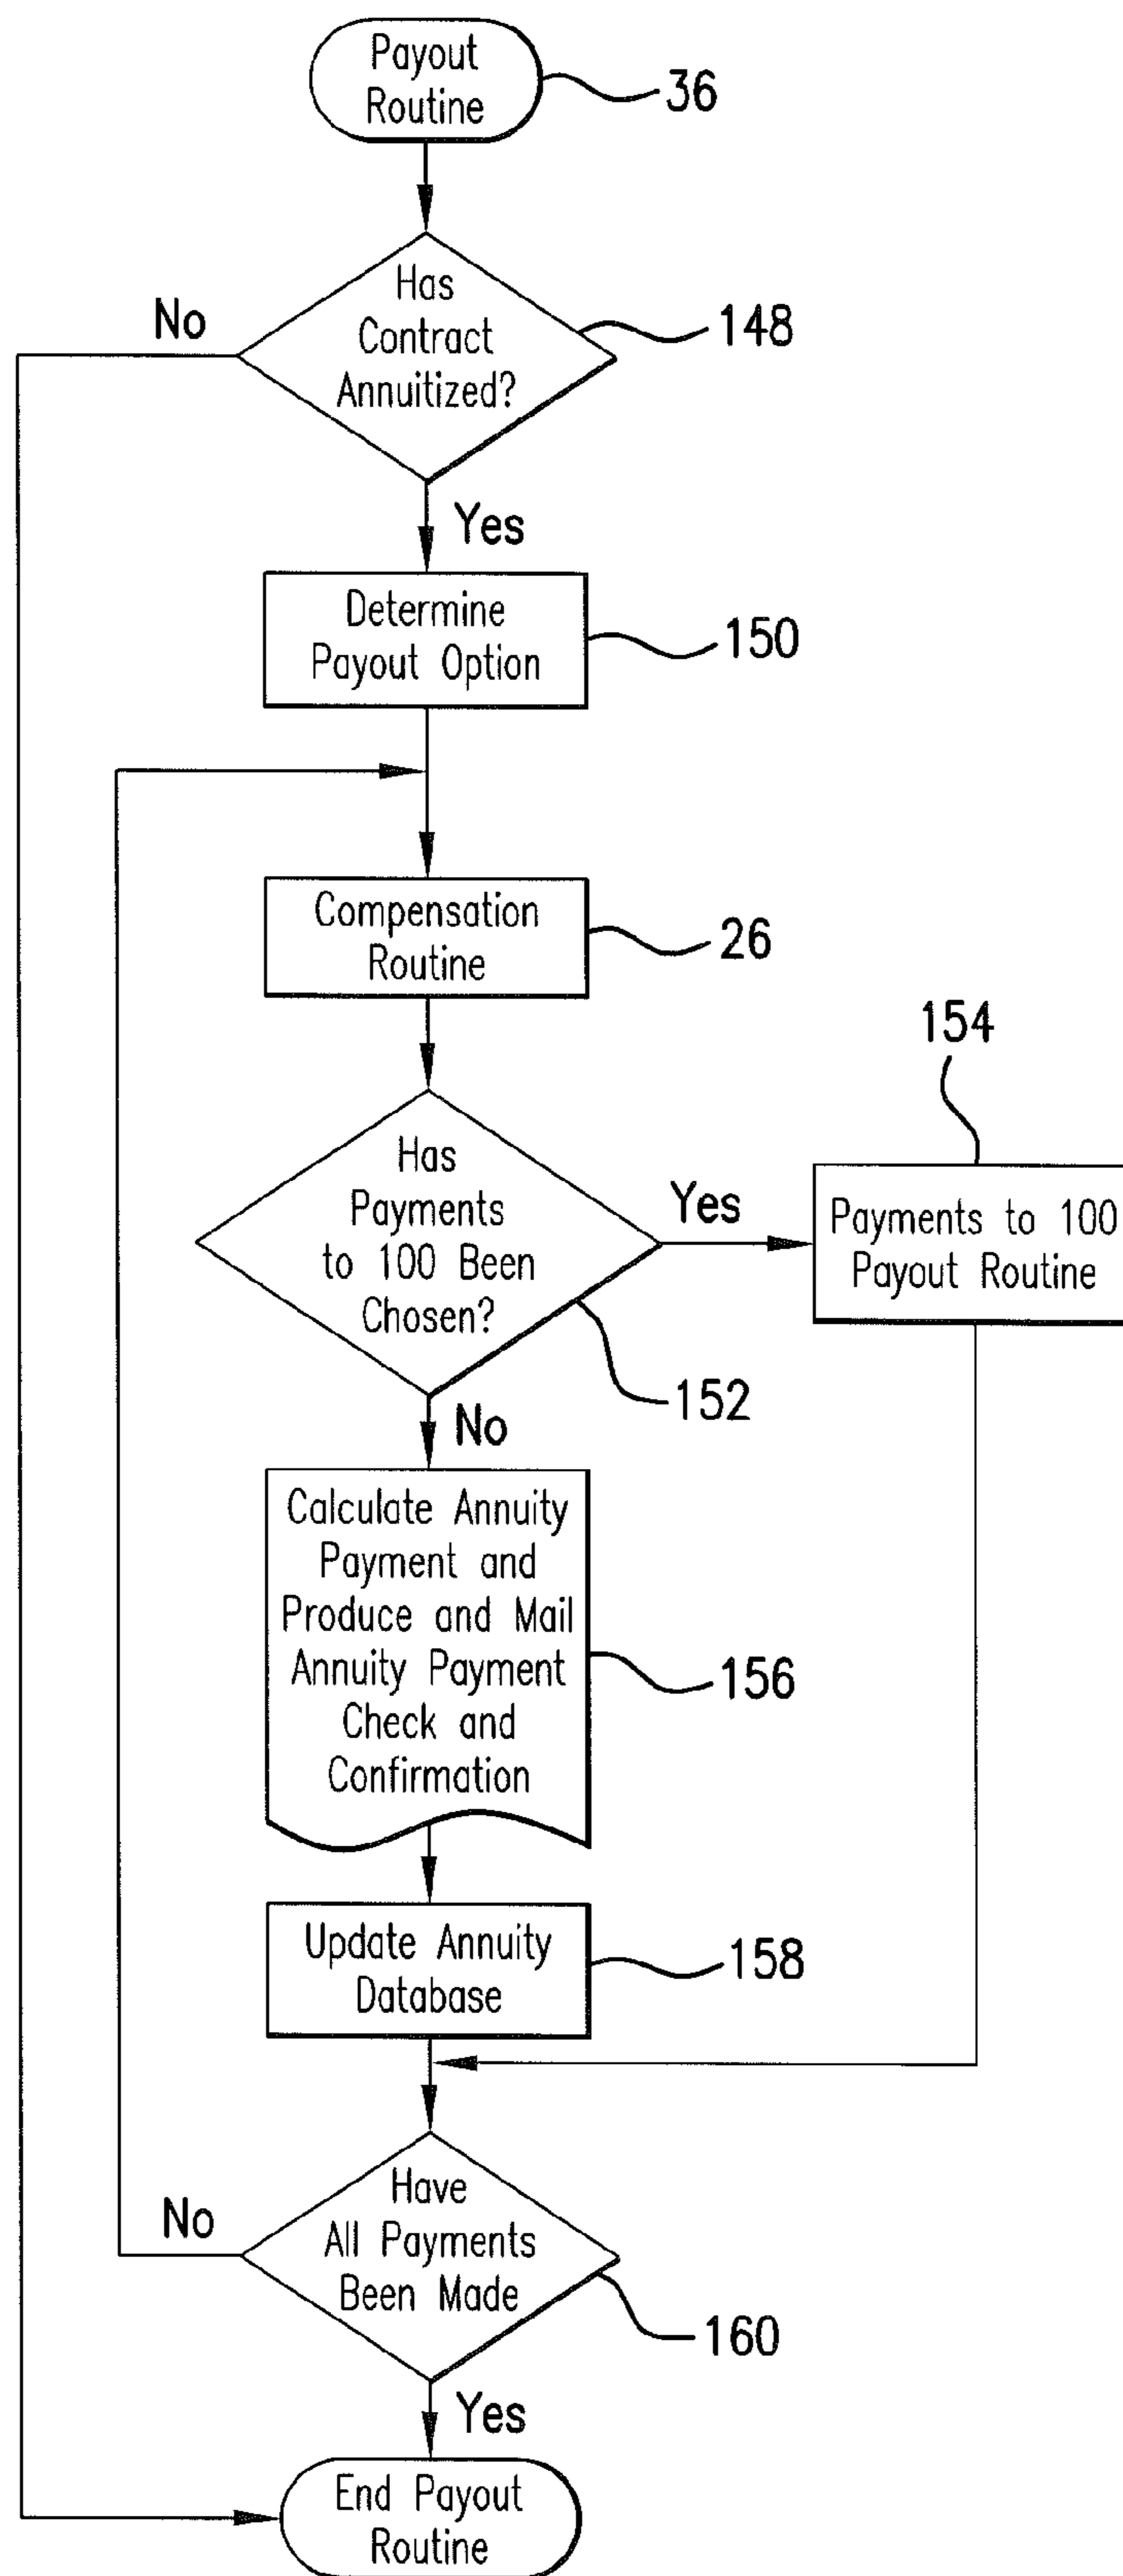 Payout
Routine
36
Has
Contract
Annuitized?
148
No
Yes
Determine
Payout Option
150
Compensation
Routine
26
154
Has
Payments
to 100 Been
Chosen?
Yes
Payments to 100
Payout Routine
152
No
Calculate Annuity
Payment and
Produce and Mail
Annuity Payment
Check and
Confirmation
156
Update Annuity
Database
158
Have
All Payments
Been Made
No
160
Yes
End Payout
Routine